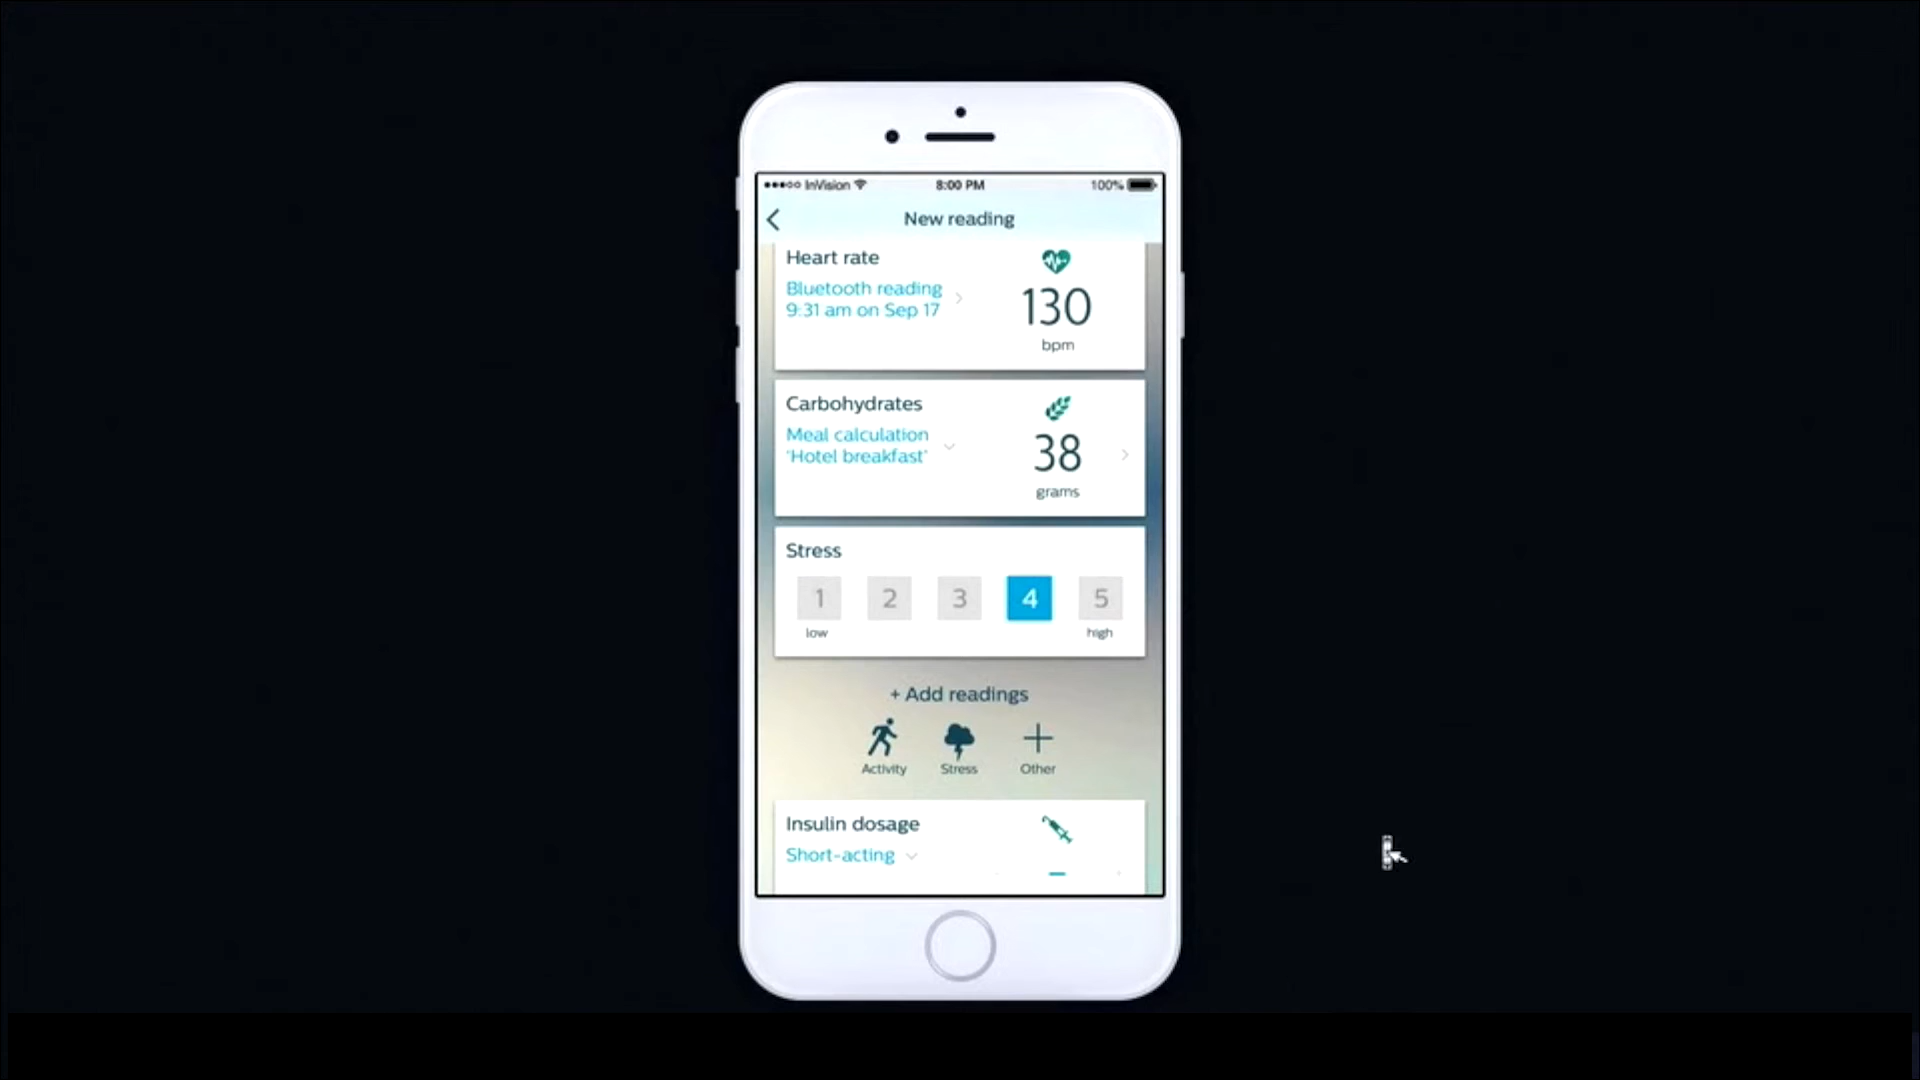 InVision 8:00 PM 100%
New reading
Heart rate
Bluetooth reading
9:31 am on Sep 17
130
bpm
Carbohydrates
Meal calculation
'Hotel breakfast'
38
grams
Stress
1 2 3 4 5
low high
+ Add readings
Activity Stress Other
Insulin dosage
Short-acting